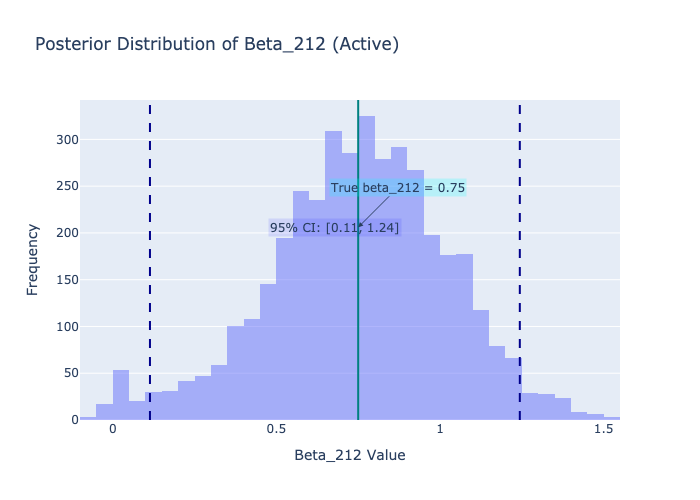 Posterior Distribution of Beta_212 (Active)
300
250
200
150
100
50
0
Frequency
True beta_212 = 0.75
95% CI: [0.11, 1.24]
0
0.5
1
1.5
Beta_212 Value